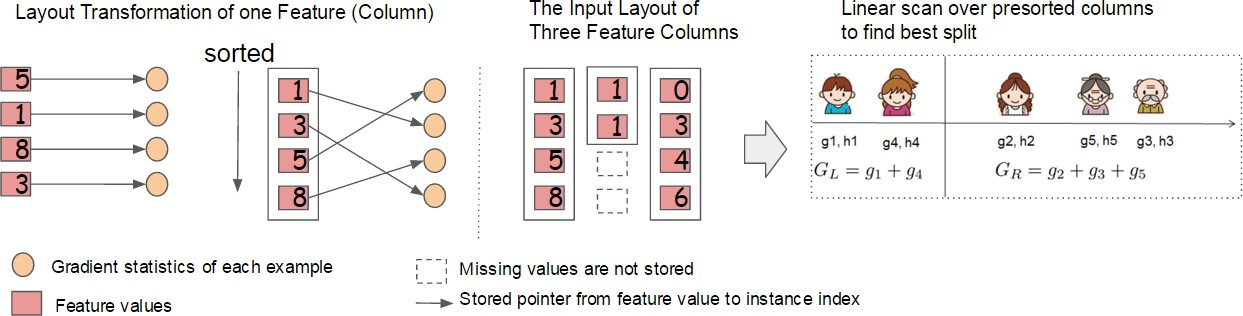 Layout Transformation of one Feature (Column)
The Input Layout of
Three Feature Columns
Linear scan over presorted columns
to find best split
sorted
5
1
8
3
1
3
5
8
1
3
5
8
1
1
0
3
4
6
g1, h1
g4, h4
g2, h2
g5, h5
g3, h3
G_L = g_1 + g_4
G_R = g_2 + g_3 + g_5
Gradient statistics of each example
Feature values
Missing values are not stored
Stored pointer from feature value to instance index